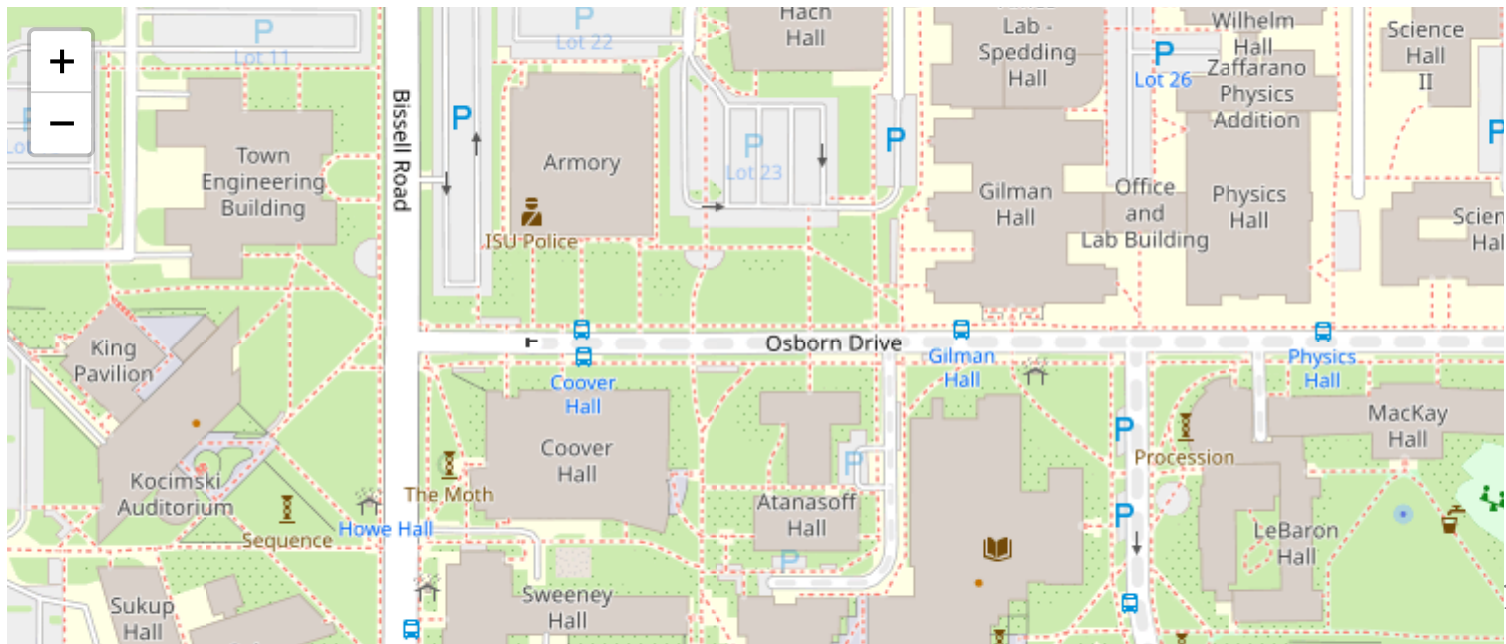 +
−
P
Lot 11
P
Lot 22
Hach
Hall
Lab -
Spedding
Hall
P
Lot 26
Wilhelm
Hall
Zaffarano
Physics
Addition
Science
Hall
II
P
P
Bissell Road
P
Armory
P
Lot 23
P
Town
Engineering
Building
ISU Police
Gilman
Hall
Office
and
Lab Building
Physics
Hall
King
Pavilion
Osborn Drive
Coover
Hall
Gilman
Hall
Physics
Hall
Coover
Hall
MacKay
Hall
P
P
Procession
The Moth
Kocimski
Auditorium
Sequence
Howe Hall
Atanasoff
Hall
P
LeBaron
Hall
P
Sukup
Hall
Sweeney
Hall